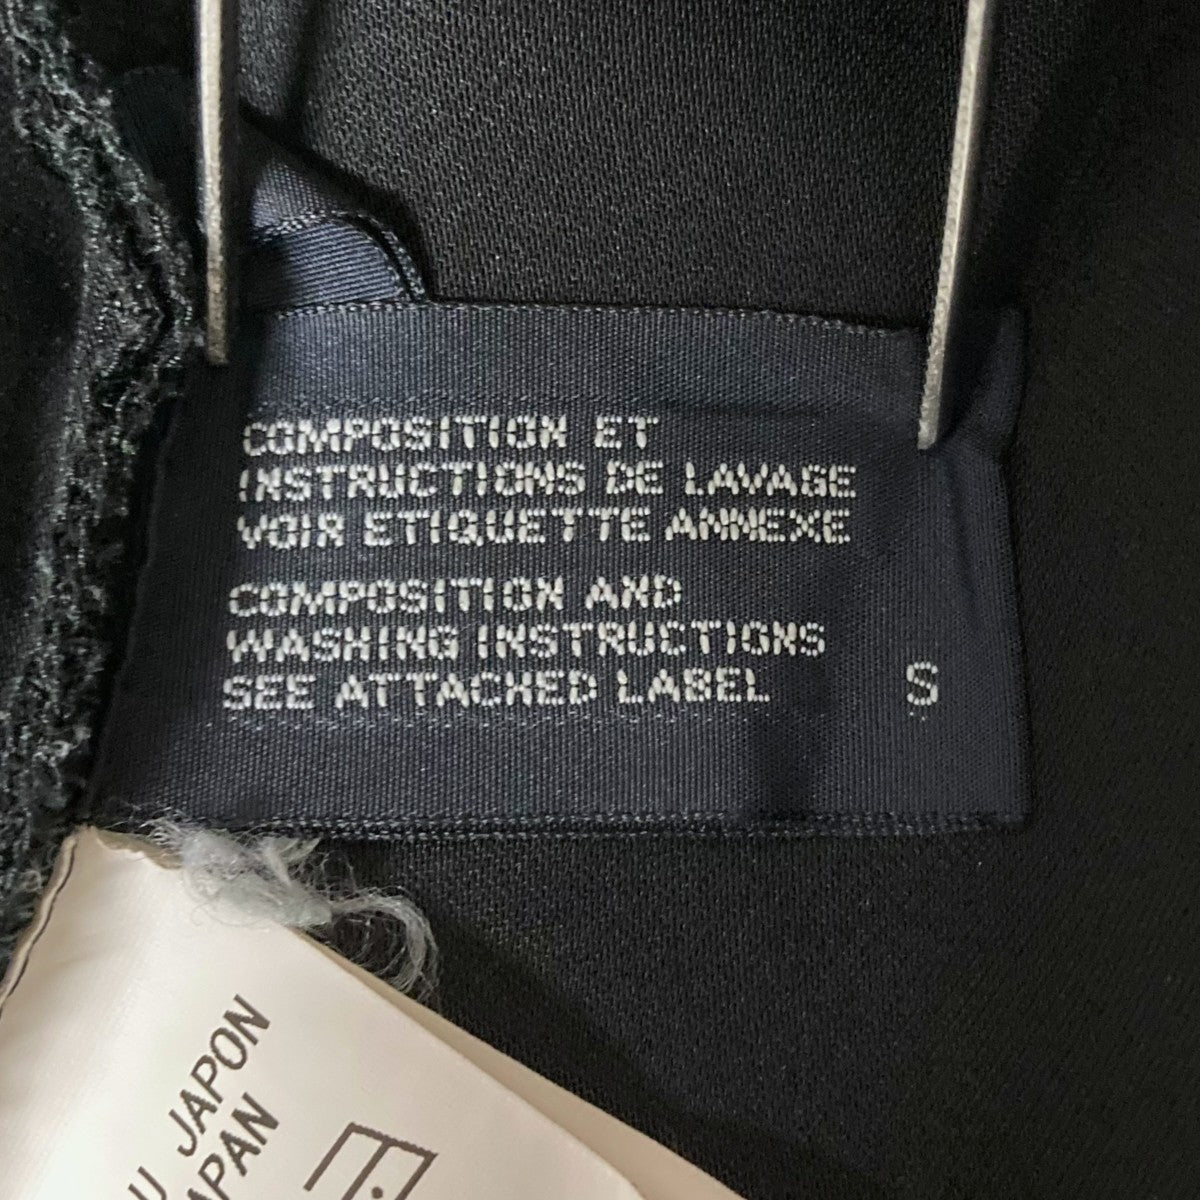 COMPOSITION ET
INSTRUCTIONS DE LAVAGE
VOIR ETIQUETTE ANNEXE
COMPOSITION AND
WASHING INSTRUCTIONS
SEE ATTACHED LABEL
S
U JAPON
JAPAN